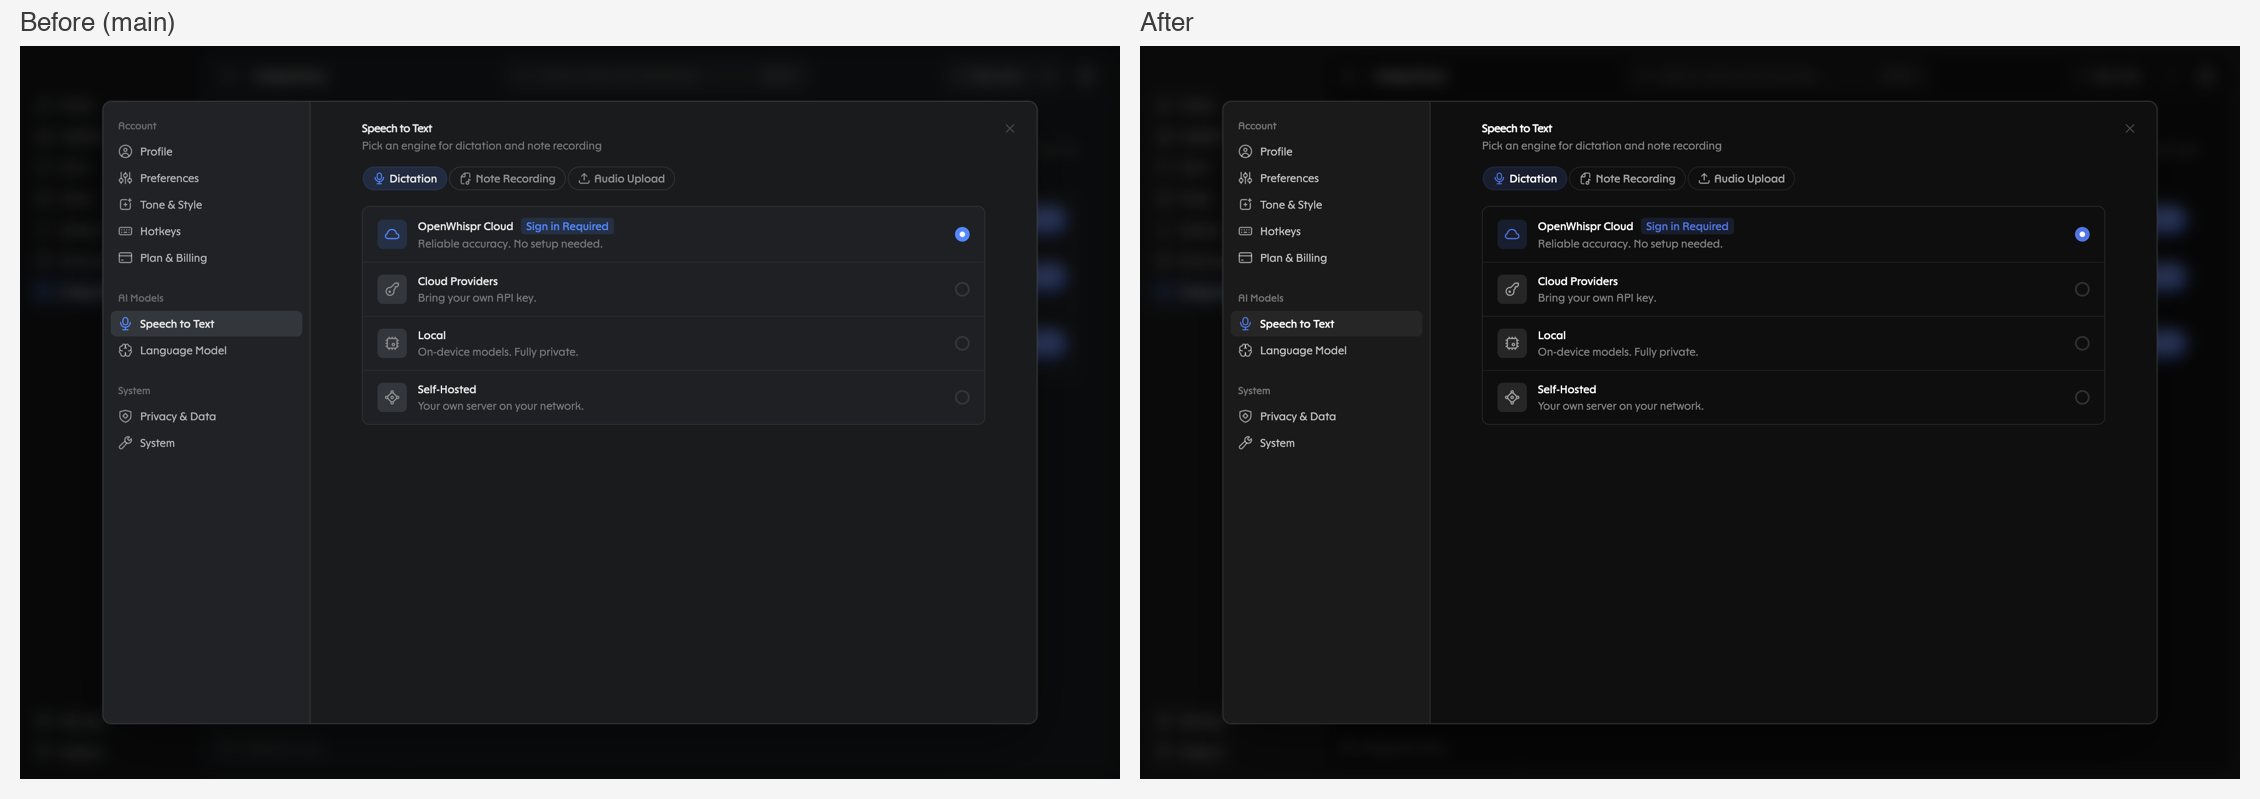 Before (main)
Account
Profile
Preferences
Tone & Style
Hotkeys
Plan & Billing
AI Models
Speech to Text
Language Model
System
Privacy & Data
System
Speech to Text
Pick an engine for dictation and note recording
Dictation Note Recording Audio Upload
OpenWhispr Cloud Sign in Required
Reliable accuracy. No setup needed.
Cloud Providers
Bring your own API key.
Local
On-device models. Fully private.
Self-Hosted
Your own server on your network.
After
Account
Profile
Preferences
Tone & Style
Hotkeys
Plan & Billing
AI Models
Speech to Text
Language Model
System
Privacy & Data
System
Speech to Text
Pick an engine for dictation and note recording
Dictation Note Recording Audio Upload
OpenWhispr Cloud Sign in Required
Reliable accuracy. No setup needed.
Cloud Providers
Bring your own API key.
Local
On-device models. Fully private.
Self-Hosted
Your own server on your network.